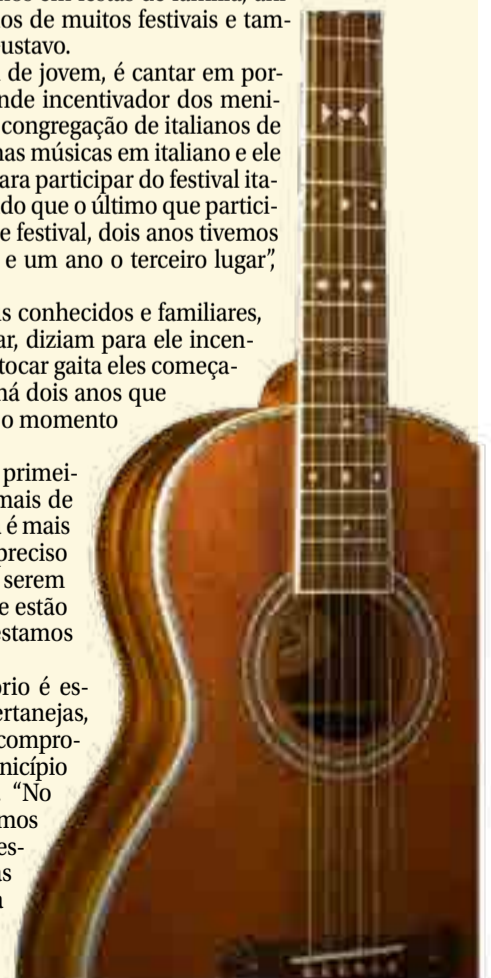 os de muitos festivais e tam-
ustavo.
de jovem, é cantar em por-
nde incentivador dos meni-
congregação de italianos de
as músicas em italiano e ele
ara participar do festival ita-
do que o último que partici-
e festival, dois anos tivemos
e um ano o terceiro lugar”,
s conhecidos e familiares,
ar, diziam para ele incen-
tocar gaita eles começa-
há dois anos que
o momento
primei-
mais de
é mais
preciso
serem
e estão
estamos
rio é es-
ertanejas,
compro-
nicípio
“No
mos
es-
as